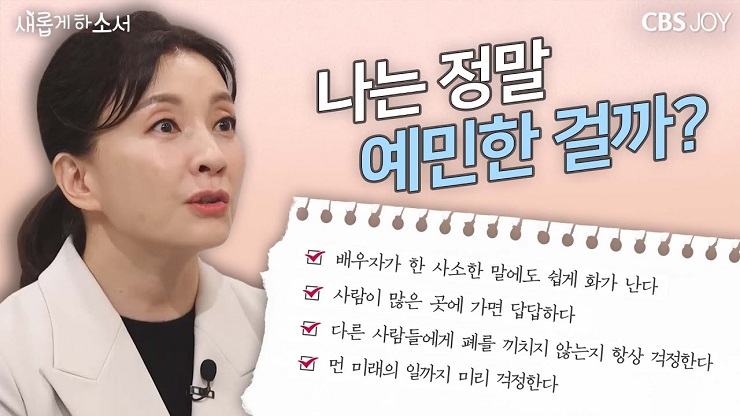 새롭게 하소서
CBS JOY
나는 정말
예민한 걸까?
배우자가 한 사소한 말에도 쉽게 화가 난다
사람이 많은 곳에 가면 답답하다
다른 사람들에게 폐를 끼치지 않는지 항상 걱정한다
먼 미래의 일까지 미리 걱정한다